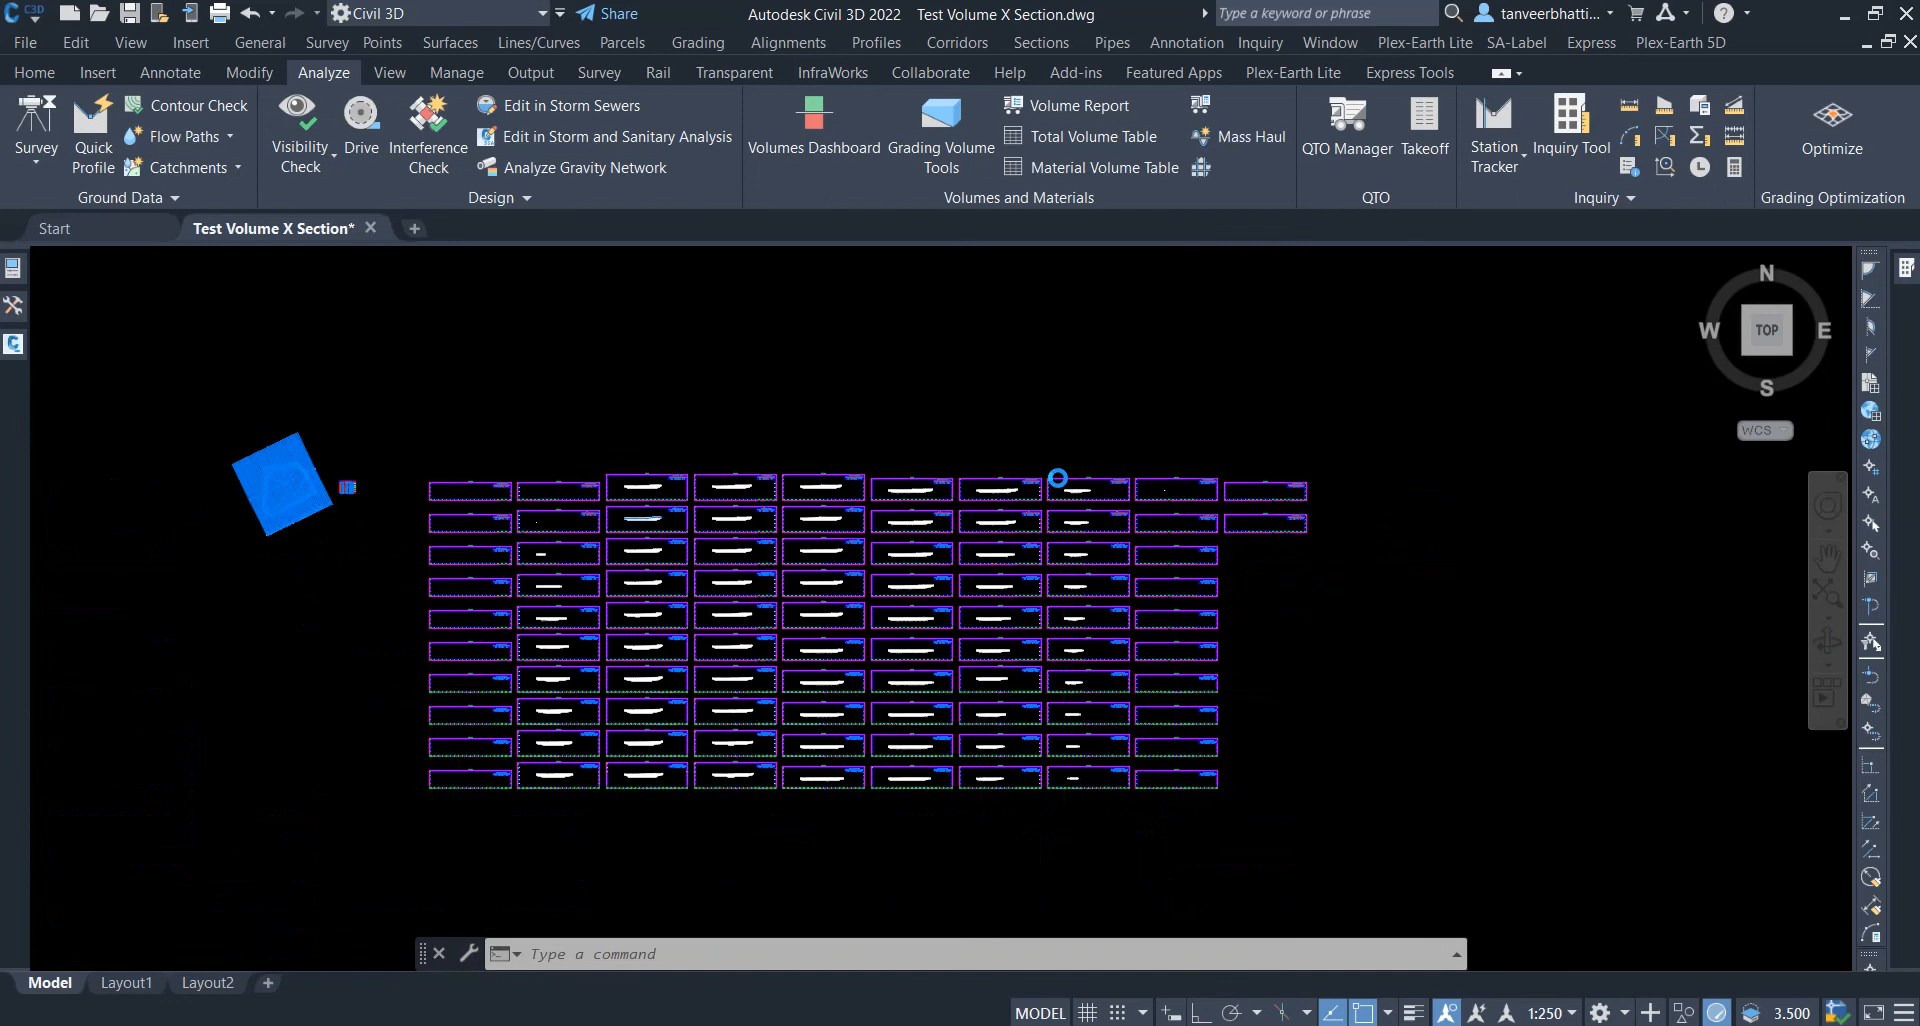 C3D
Civil 3D
Share
Autodesk Civil 3D 2022 Test Volume X Section.dwg
Type a keyword or phrase
tanveerbhatti...
File Edit View Insert General Survey Points Surfaces Lines/Curves Parcels Grading Alignments Profiles Corridors Sections Pipes Annotation Inquiry Window Plex-Earth Lite SA-Label Express Plex-Earth 5D
Home Insert Annotate Modify Analyze View Manage Output Survey Rail Transparent InfraWorks Collaborate Help Add-ins Featured Apps Plex-Earth Lite Express Tools
Survey
Quick
Profile
Contour Check
Flow Paths
Catchments
Ground Data
Visibility
Check
Drive
Interference
Check
Edit in Storm Sewers
Edit in Storm and Sanitary Analysis
Analyze Gravity Network
Design
Volumes Dashboard
Grading Volume
Tools
Volume Report
Total Volume Table
Material Volume Table
Mass Haul
Volumes and Materials
QTO Manager
Takeoff
QTO
Station
Tracker
Inquiry Tool
Inquiry
Optimize
Grading Optimization
Start
Test Volume X Section*
N
W
TOP
E
S
WCS
Type a command
Model Layout1 Layout2
MODEL
1:250
3.500